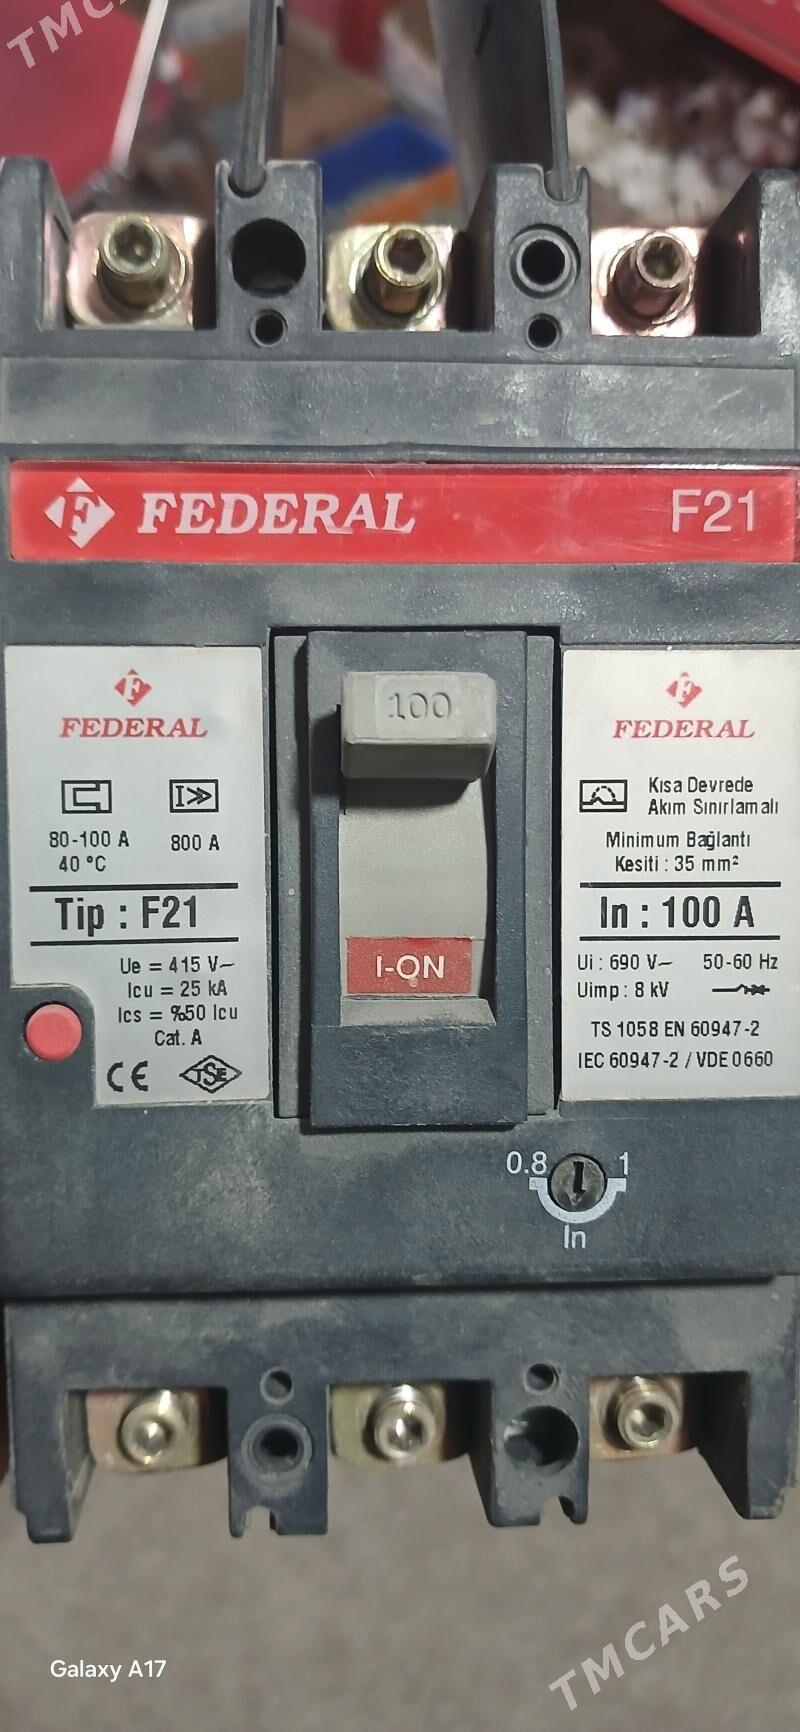 TMCARS
FEDERAL F21
100
FEDERAL
80-100 A 800 A
40 °C
Tip : F21
Ue = 415 V~
Icu = 25 kA
Ics = %50 Icu
Cat. A
CE TSE
I-ON
FEDERAL
Kısa Devrede
Akım Sınırlamalı
Minimum Bağlantı
Kesiti : 35 mm²
In : 100 A
Ui : 690 V~ 50-60 Hz
Uimp : 8 kV
TS 1058 EN 60947-2
IEC 60947-2 / VDE 0660
0.8 1
In
Galaxy A17
TMCARS